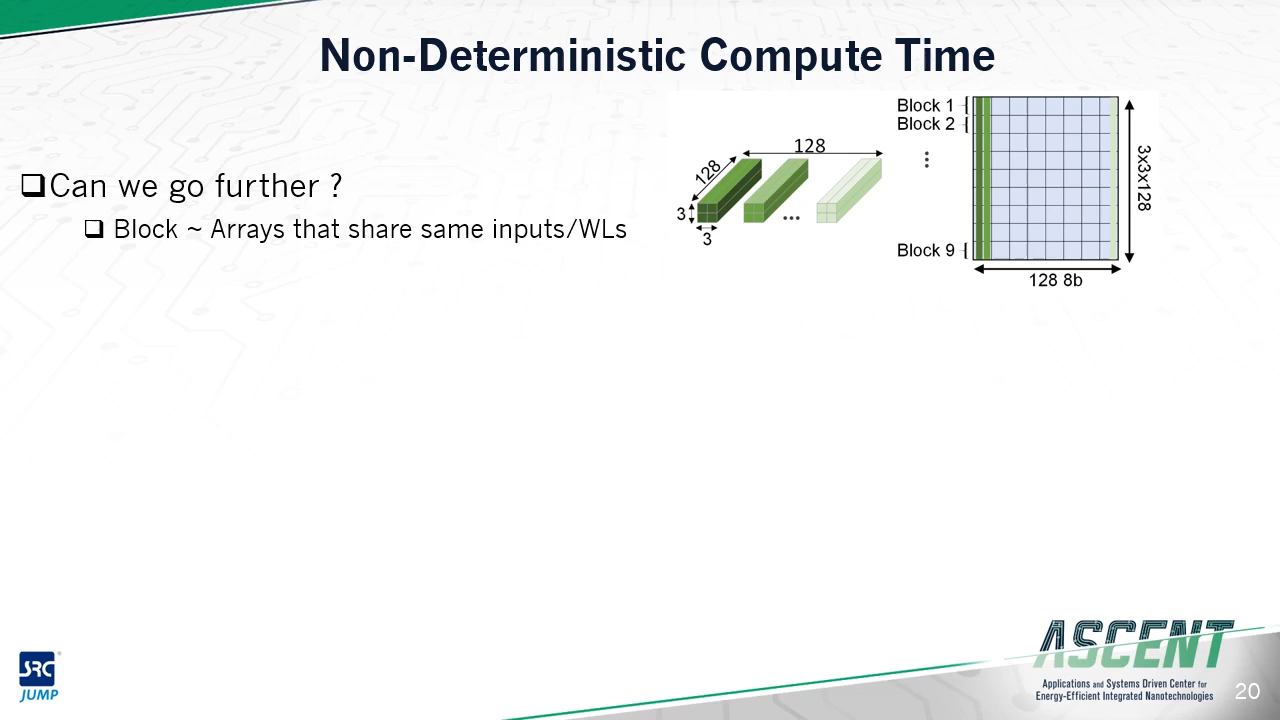 Non-Deterministic Compute Time
❑Can we go further ?
❑ Block ~ Arrays that share same inputs/WLs
128
128
3
3
...
Block 1
Block 2
⋮
Block 9
3x3x128
128 8b
SRC®
JUMP
ASCENT
Applications and Systems Driven Center for
Energy-Efficient Integrated Nanotechnologies
20